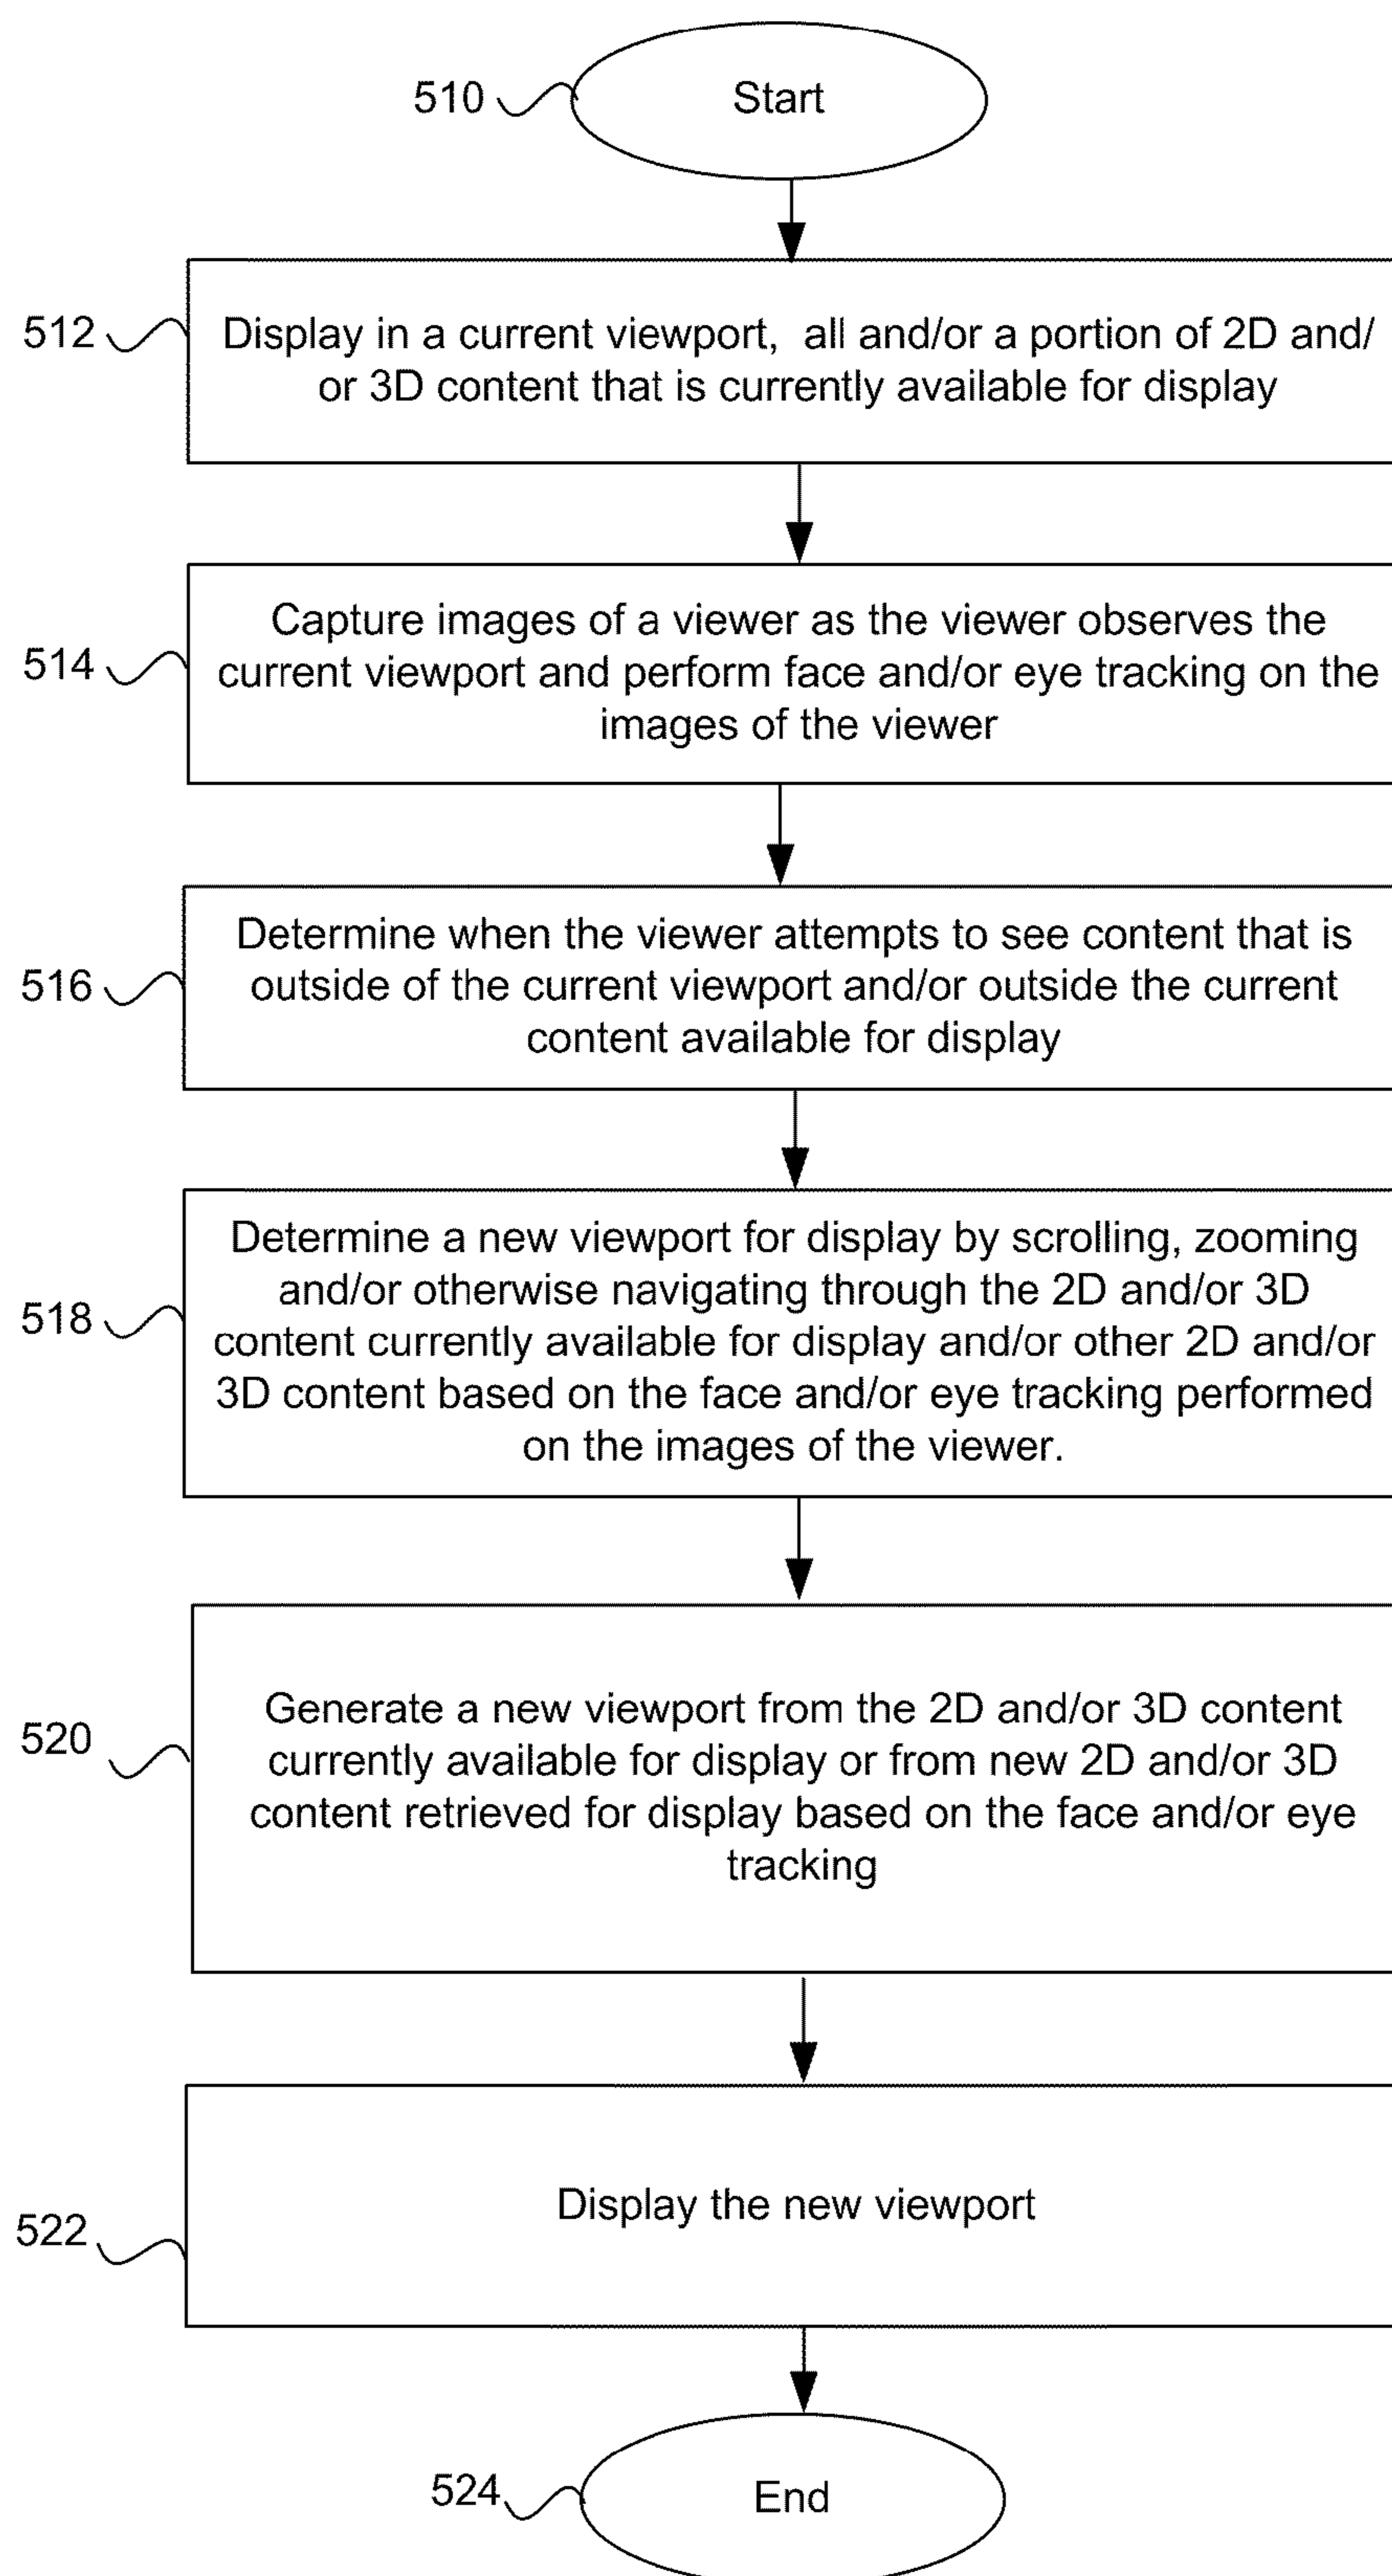 510
Start
512
Display in a current viewport, all and/or a portion of 2D and/
or 3D content that is currently available for display
514
Capture images of a viewer as the viewer observes the
current viewport and perform face and/or eye tracking on the
images of the viewer
516
Determine when the viewer attempts to see content that is
outside of the current viewport and/or outside the current
content available for display
518
Determine a new viewport for display by scrolling, zooming
and/or otherwise navigating through the 2D and/or 3D
content currently available for display and/or other 2D and/or
3D content based on the face and/or eye tracking performed
on the images of the viewer.
520
Generate a new viewport from the 2D and/or 3D content
currently available for display or from new 2D and/or 3D
content retrieved for display based on the face and/or eye
tracking
522
Display the new viewport
524
End